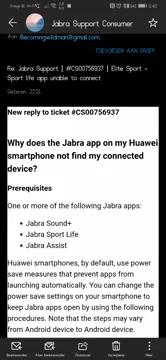 Jabra Support Consumer
Aan: Becomingwildman@gmail.com;
TOEVOEGEN AAN GROEP
Re: Jabra Support | #CS00756937 | Elite Sport -
Sport life app unable to connect
Gisteren 22:21
New reply to ticket #CS00756937
Why does the Jabra app on my Huawei
smartphone not find my connected
device?
Prerequisites
One or more of the following Jabra apps:
• Jabra Sound+
• Jabra Sport Life
• Jabra Assist
Huawei smartphones, by default, use power
save measures that prevent apps from
launching automatically. You can change the
power save settings on your smartphone to
keep Jabra apps open by using the following
procedures. Note that the steps may vary
from Android device to Android device.
Beantwoorden
Allen beantwoorden
Doorsturen
Verwijderen
Meer